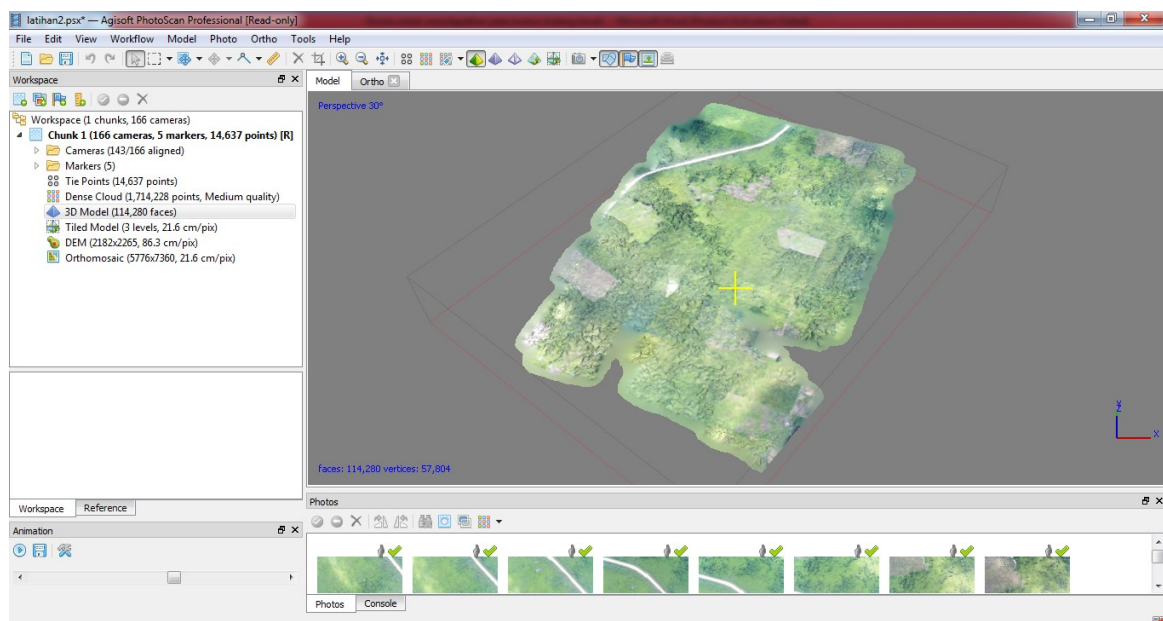 latihan2.psx* — Agisoft PhotoScan Professional [Read-only]
File Edit View Workflow Model Photo Ortho Tools Help
Workspace
Workspace (1 chunks, 166 cameras)
Chunk 1 (166 cameras, 5 markers, 14,637 points) [R]
Cameras (143/166 aligned)
Markers (5)
Tie Points (14,637 points)
Dense Cloud (1,714,228 points, Medium quality)
3D Model (114,280 faces)
Tiled Model (3 levels, 21.6 cm/pix)
DEM (2182x2265, 86.3 cm/pix)
Orthomosaic (5776x7360, 21.6 cm/pix)
Workspace Reference
Animation
Model Ortho
Perspective 30°
X
faces: 114,280 vertices: 57,804
Photos
Photos Console